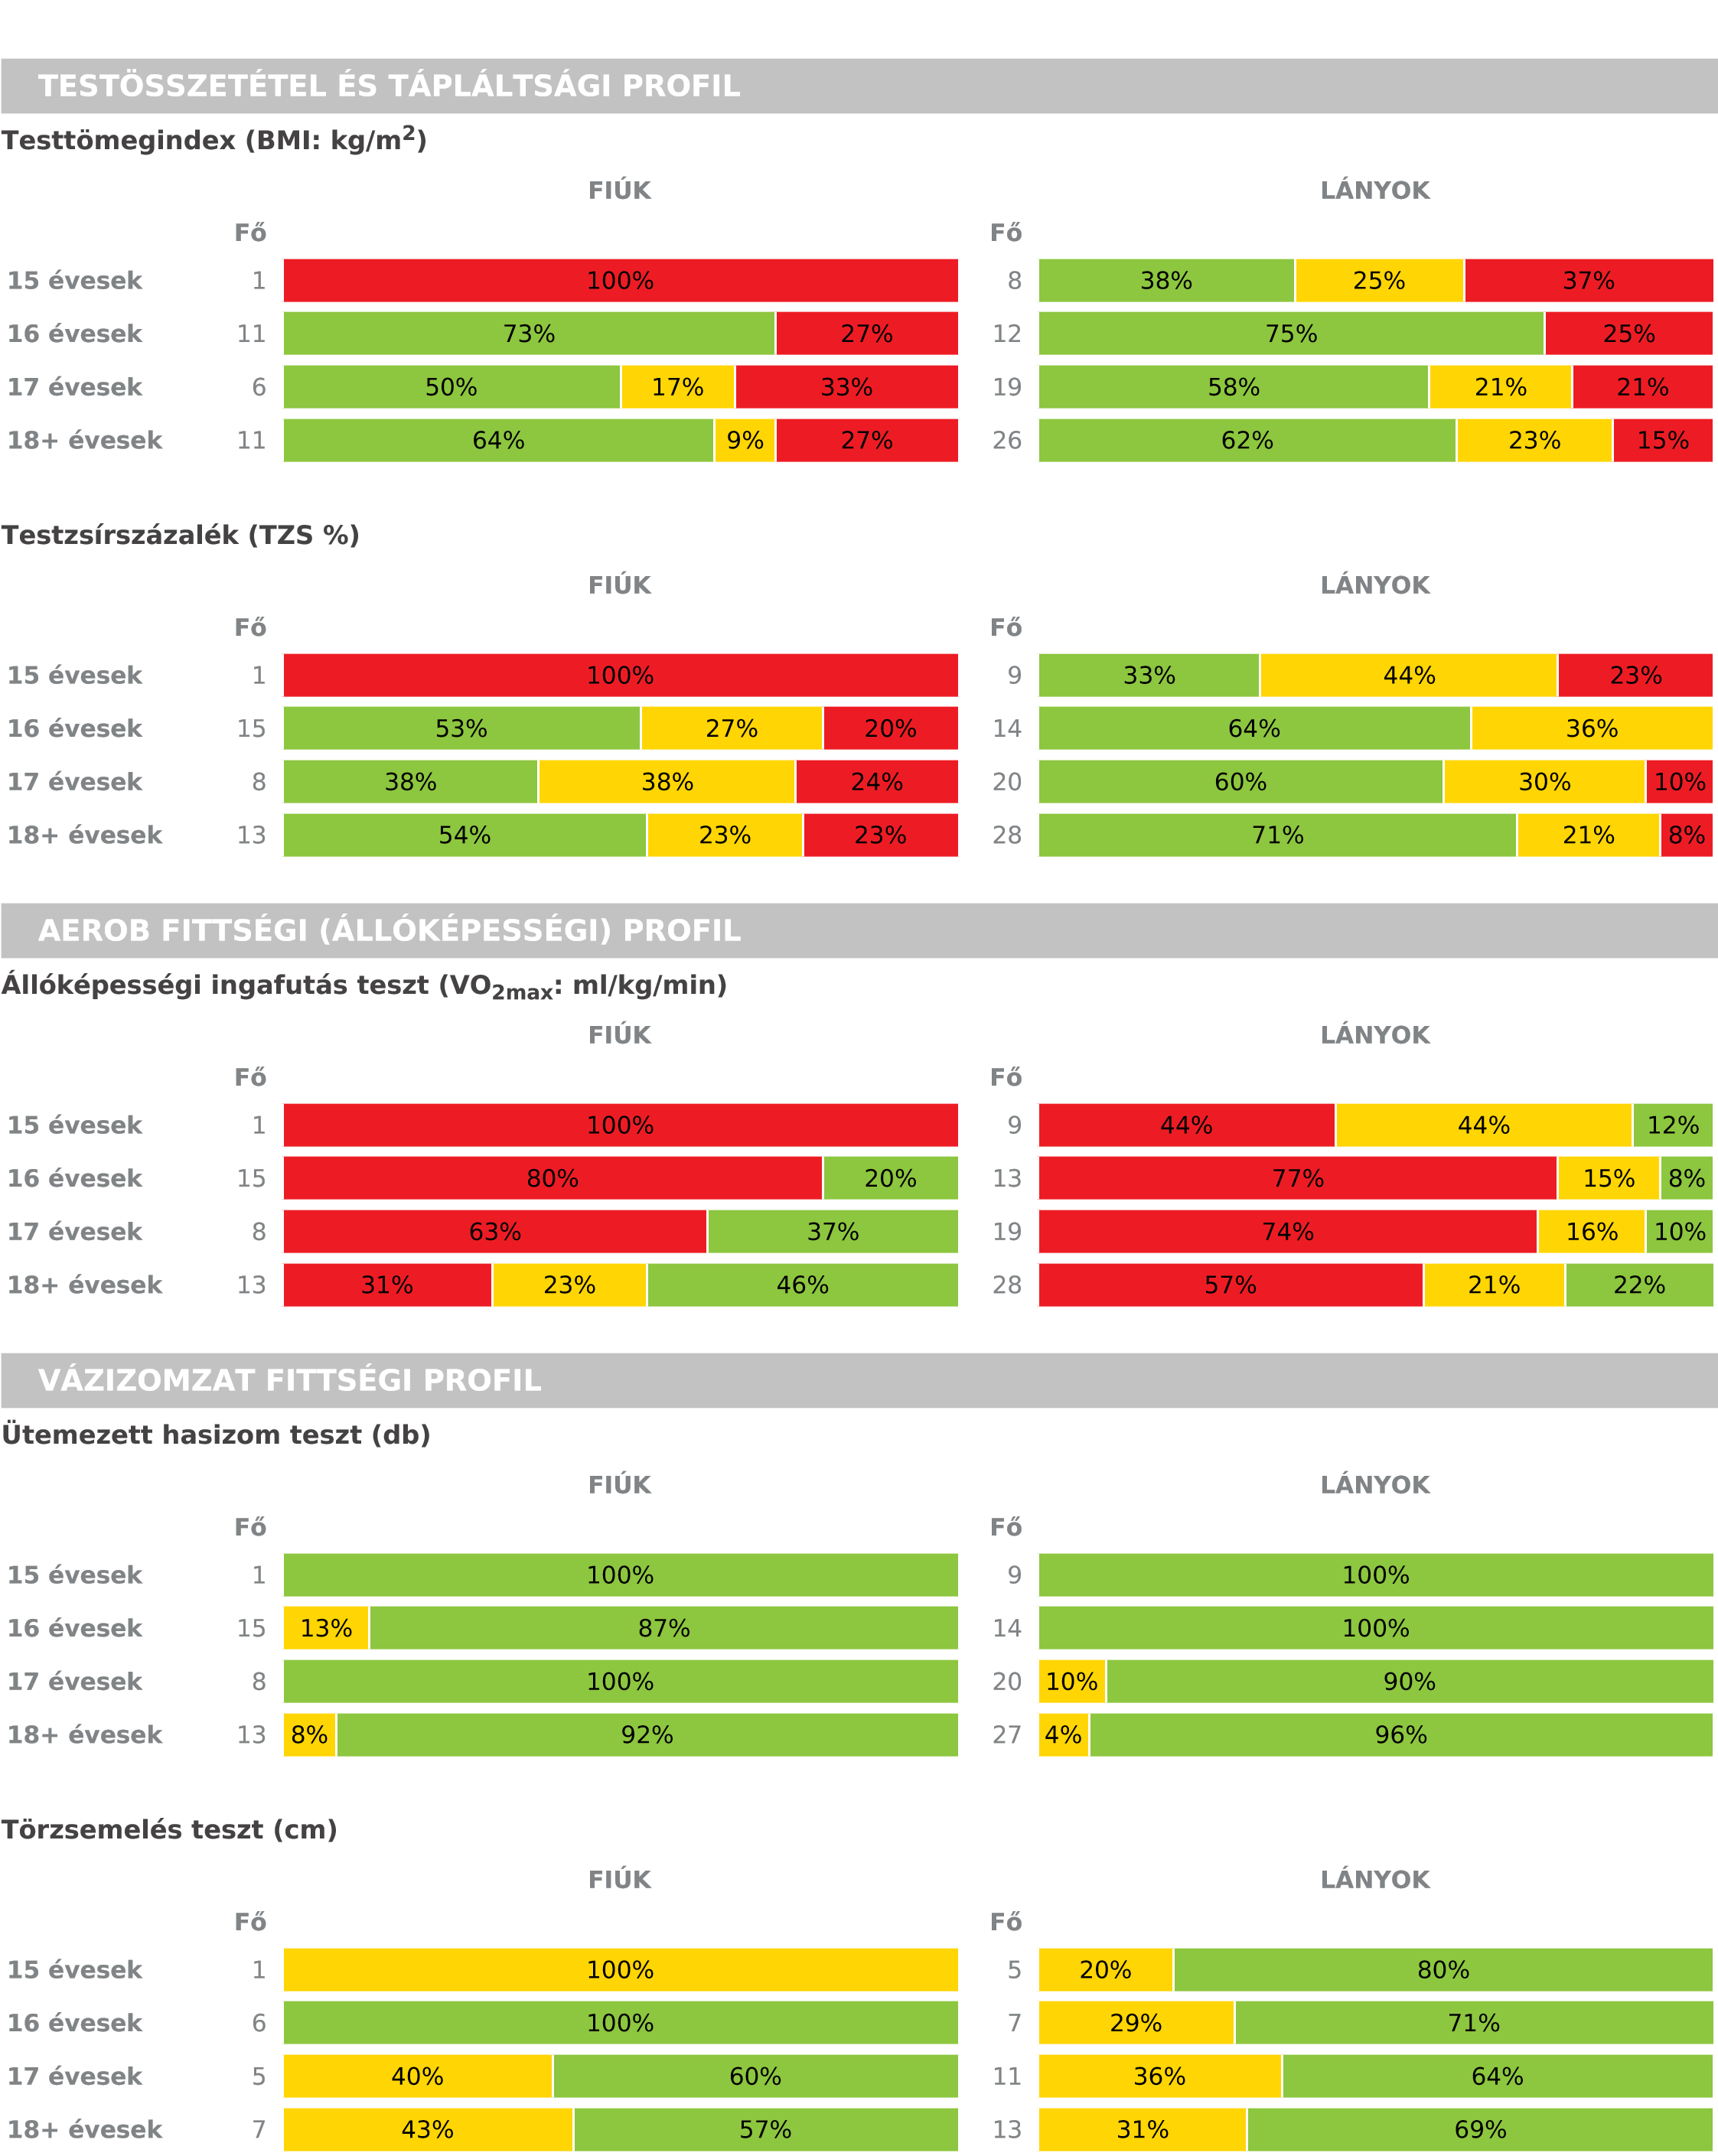 TESTÖSSZETÉTEL ÉS TÁPLÁLTSÁGI PROFIL
Testtömegindex (BMI: kg/m²)
FIÚK LÁNYOK
Fő Fő
15 évesek 1 100% 8 38% 25% 37%
16 évesek 11 73% 27% 12 75% 25%
17 évesek 6 50% 17% 33% 19 58% 21% 21%
18+ évesek 11 64% 9% 27% 26 62% 23% 15%
Testzsírszázalék (TZS %)
FIÚK LÁNYOK
Fő Fő
15 évesek 1 100% 9 33% 44% 23%
16 évesek 15 53% 27% 20% 14 64% 36%
17 évesek 8 38% 38% 24% 20 60% 30% 10%
18+ évesek 13 54% 23% 23% 28 71% 21% 8%
AEROB FITTSÉGI (ÁLLÓKÉPESSÉGI) PROFIL
Állóképességi ingafutás teszt (VO2max: ml/kg/min)
FIÚK LÁNYOK
Fő Fő
15 évesek 1 100% 9 44% 44% 12%
16 évesek 15 80% 20% 13 77% 15% 8%
17 évesek 8 63% 37% 19 74% 16% 10%
18+ évesek 13 31% 23% 46% 28 57% 21% 22%
VÁZIZOMZAT FITTSÉGI PROFIL
Ütemezett hasizom teszt (db)
FIÚK LÁNYOK
Fő Fő
15 évesek 1 100% 9 100%
16 évesek 15 13% 87% 14 100%
17 évesek 8 100% 20 10% 90%
18+ évesek 13 8% 92% 27 4% 96%
Törzsemelés teszt (cm)
FIÚK LÁNYOK
Fő Fő
15 évesek 1 100% 5 20% 80%
16 évesek 6 100% 7 29% 71%
17 évesek 5 40% 60% 11 36% 64%
18+ évesek 7 43% 57% 13 31% 69%